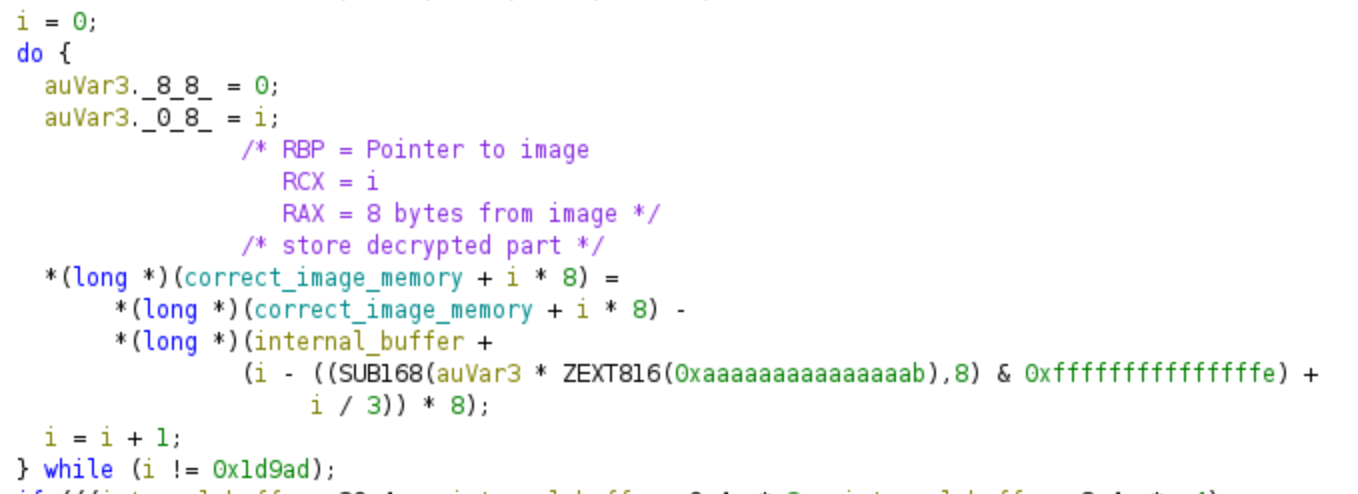 i = 0;
do {
auVar3._8_8_ = 0;
auVar3._0_8_ = i;
/* RBP = Pointer to image
RCX = i
RAX = 8 bytes from image */
/* store decrypted part */
*(long *)(correct_image_memory + i * 8) =
*(long *)(correct_image_memory + i * 8) -
*(long *)(internal_buffer +
(i - ((SUB168(auVar3 * ZEXT816(0xaaaaaaaaaaaaaaab),8) & 0xfffffffffffffffe) +
i / 3)) * 8);
i = i + 1;
} while (i != 0x1d9ad);